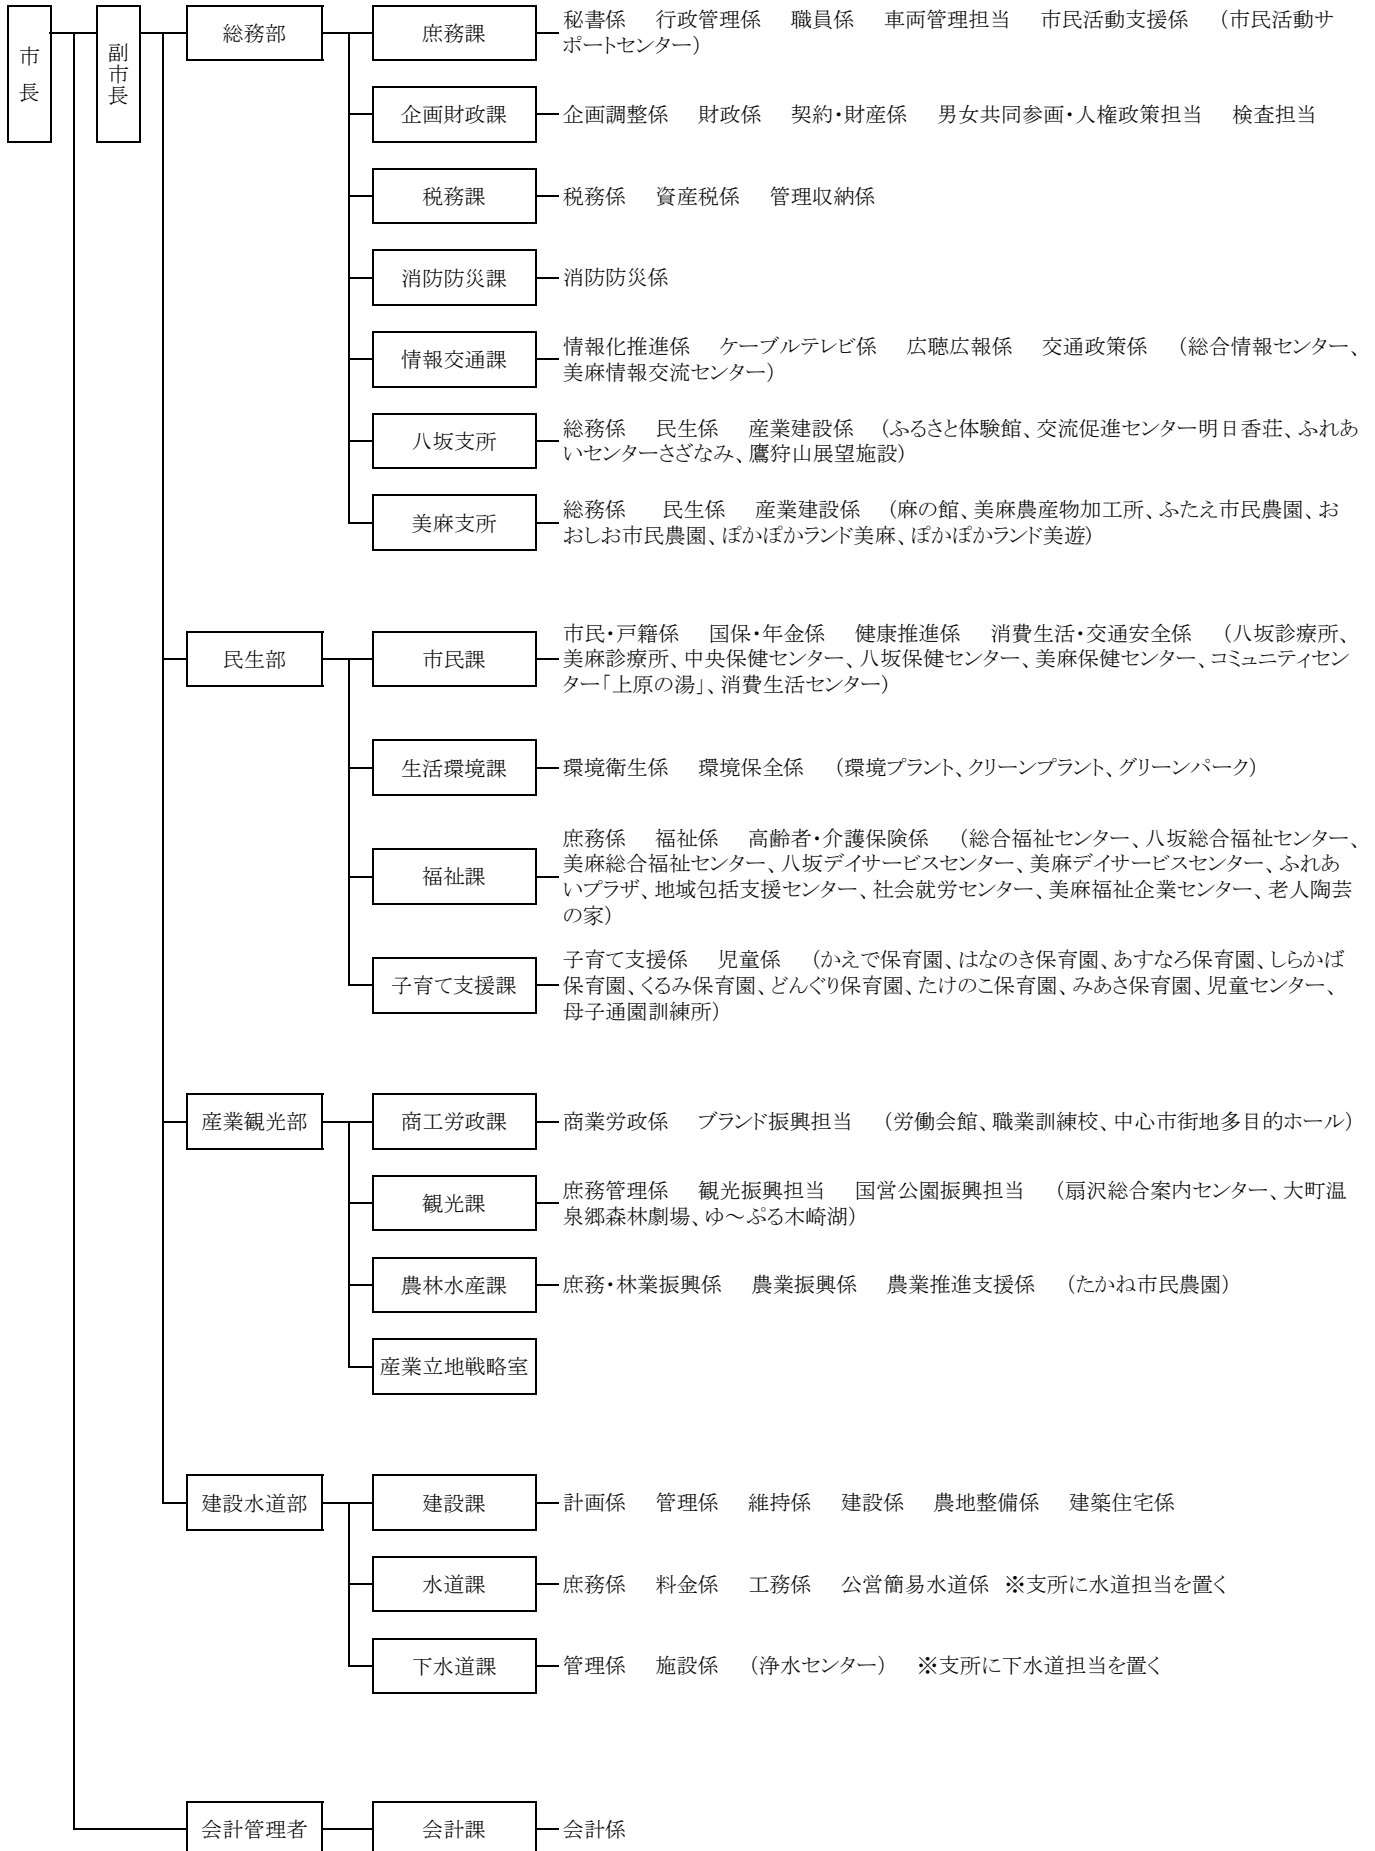 市長
副市長
総務部
庶務課
秘書係　行政管理係　職員係　車両管理担当　市民活動支援係　（市民活動サ
ポートセンター）
企画財政課
企画調整係　財政係　契約・財産係　男女共同参画・人権政策担当　検査担当
税務課
税務係　資産税係　管理収納係
消防防災課
消防防災係
情報交通課
情報化推進係　ケーブルテレビ係　広聴広報係　交通政策係　（総合情報センター、
美麻情報交流センター）
八坂支所
総務係　民生係　産業建設係　（ふるさと体験館、交流促進センター明日香荘、ふれあ
いセンターさざなみ、鷹狩山展望施設）
美麻支所
総務係　民生係　産業建設係　（麻の館、美麻農産物加工所、ふたえ市民農園、お
おしお市民農園、ぽかぽかランド美麻、ぽかぽかランド美遊）
民生部
市民課
市民・戸籍係　国保・年金係　健康推進係　消費生活・交通安全係　（八坂診療所、
美麻診療所、中央保健センター、八坂保健センター、美麻保健センター、コミュニティセン
ター「上原の湯」、消費生活センター）
生活環境課
環境衛生係　環境保全係　（環境プラント、クリーンプラント、グリーンパーク）
福祉課
庶務係　福祉係　高齢者・介護保険係　（総合福祉センター、八坂総合福祉センター、
美麻総合福祉センター、八坂デイサービスセンター、美麻デイサービスセンター、ふれあ
いプラザ、地域包括支援センター、社会就労センター、美麻福祉企業センター、老人陶芸
の家）
子育て支援課
子育て支援係　児童係　（かえで保育園、はなのき保育園、あすなろ保育園、しらかば
保育園、くるみ保育園、どんぐり保育園、たけのこ保育園、みあさ保育園、児童センター、
母子通園訓練所）
産業観光部
商工労政課
商業労政係　ブランド振興担当　（労働会館、職業訓練校、中心市街地多目的ホール）
観光課
庶務管理係　観光振興担当　国営公園振興担当　（扇沢総合案内センター、大町温
泉郷森林劇場、ゆ～ぷる木崎湖）
農林水産課
庶務・林業振興係　農業振興係　農業推進支援係　（たかね市民農園）
産業立地戦略室
建設水道部
建設課
計画係　管理係　維持係　建設係　農地整備係　建築住宅係
水道課
庶務係　料金係　工務係　公営簡易水道係　※支所に水道担当を置く
下水道課
管理係　施設係　（浄水センター）　※支所に下水道担当を置く
会計管理者
会計課
会計係